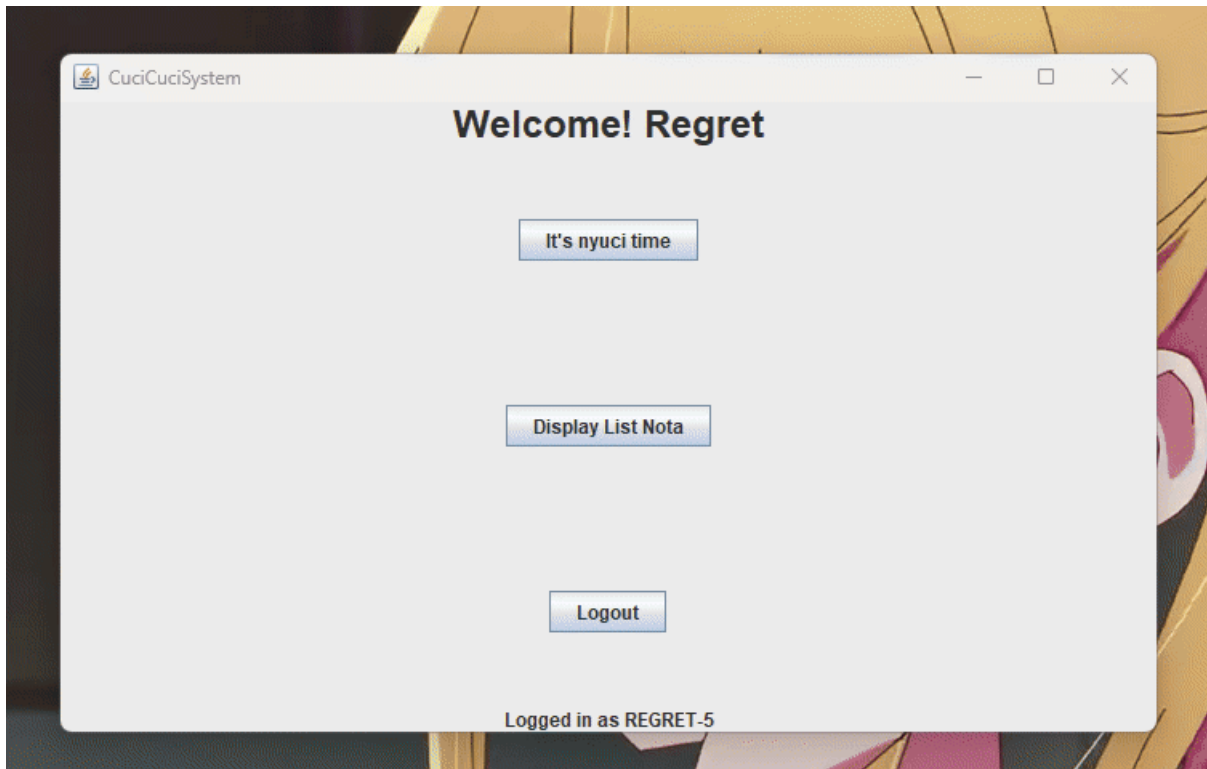 CuciCuciSystem
Welcome! Regret
It's nyuci time
Display List Nota
Logout
Logged in as REGRET-5